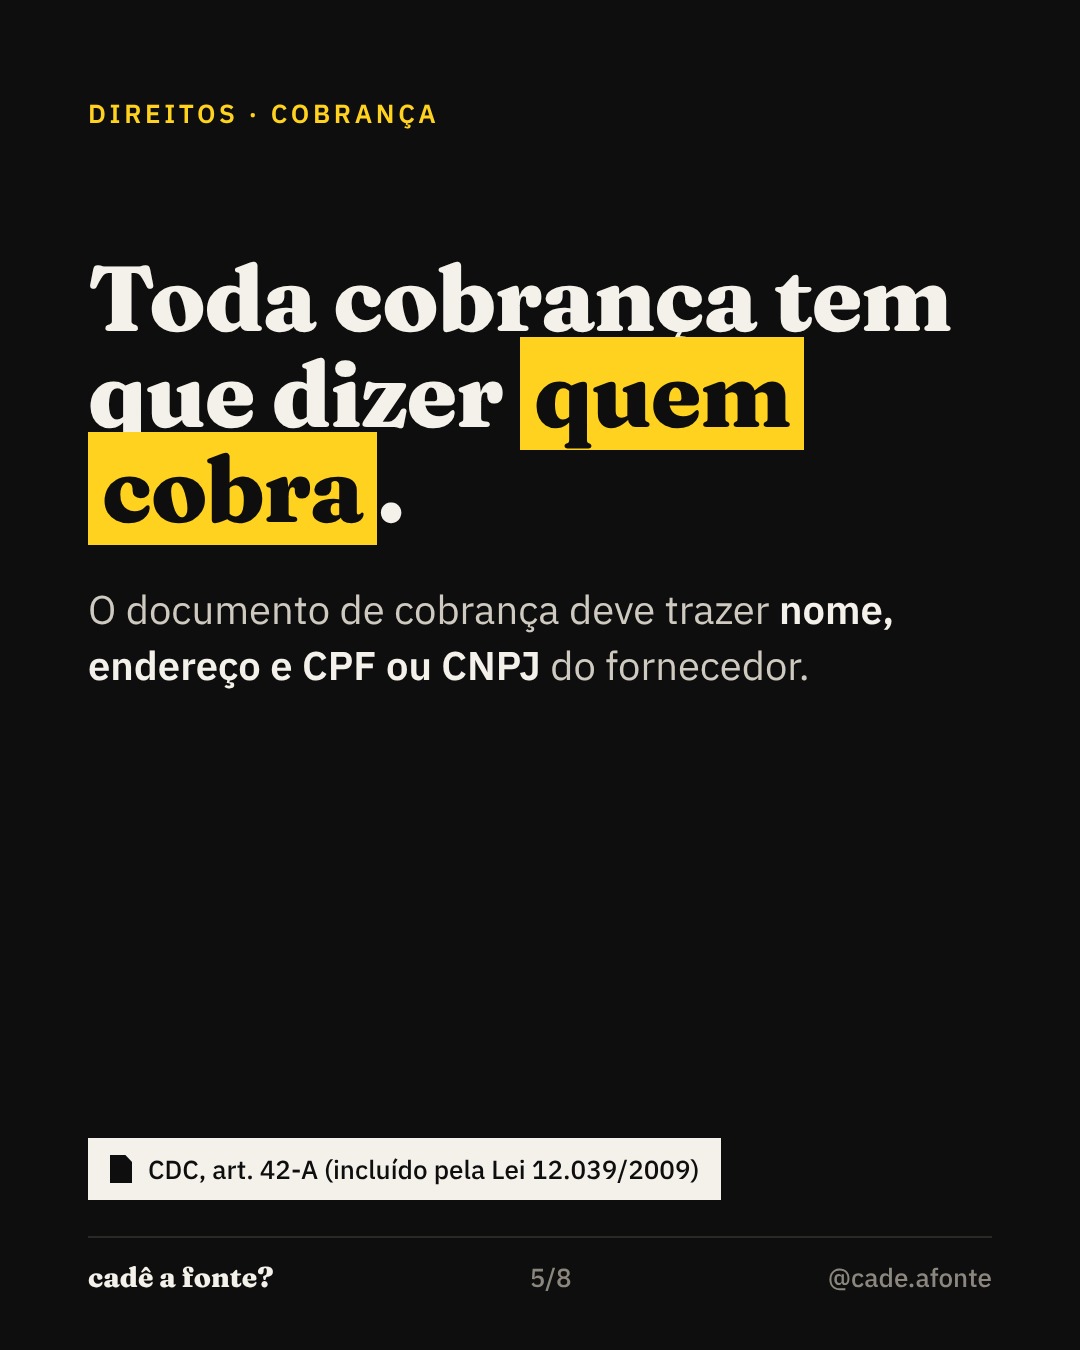 DIREITOS · COBRANÇA
Toda cobrança tem
que dizer quem
cobra.
O documento de cobrança deve trazer nome,
endereço e CPF ou CNPJ do fornecedor.
CDC, art. 42-A (incluído pela Lei 12.039/2009)
cadê a fonte?
5/8
@cade.afonte